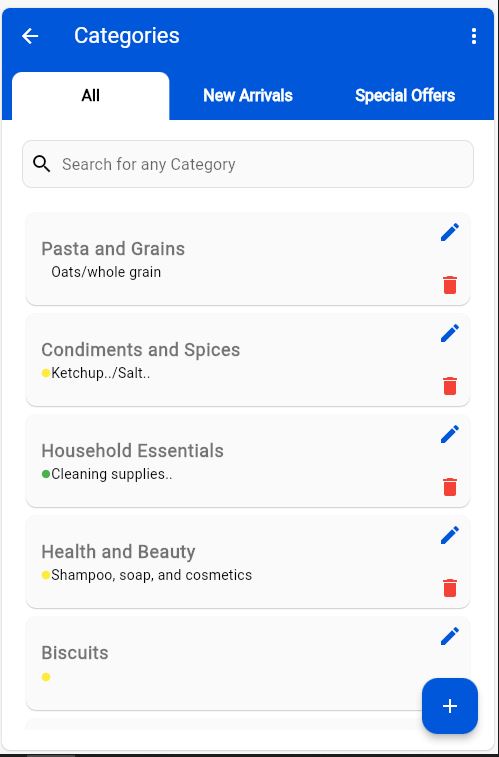 Categories
All New Arrivals Special Offers
Search for any Category
Pasta and Grains
Oats/whole grain
Condiments and Spices
Ketchup../Salt..
Household Essentials
Cleaning supplies..
Health and Beauty
Shampoo, soap, and cosmetics
Biscuits